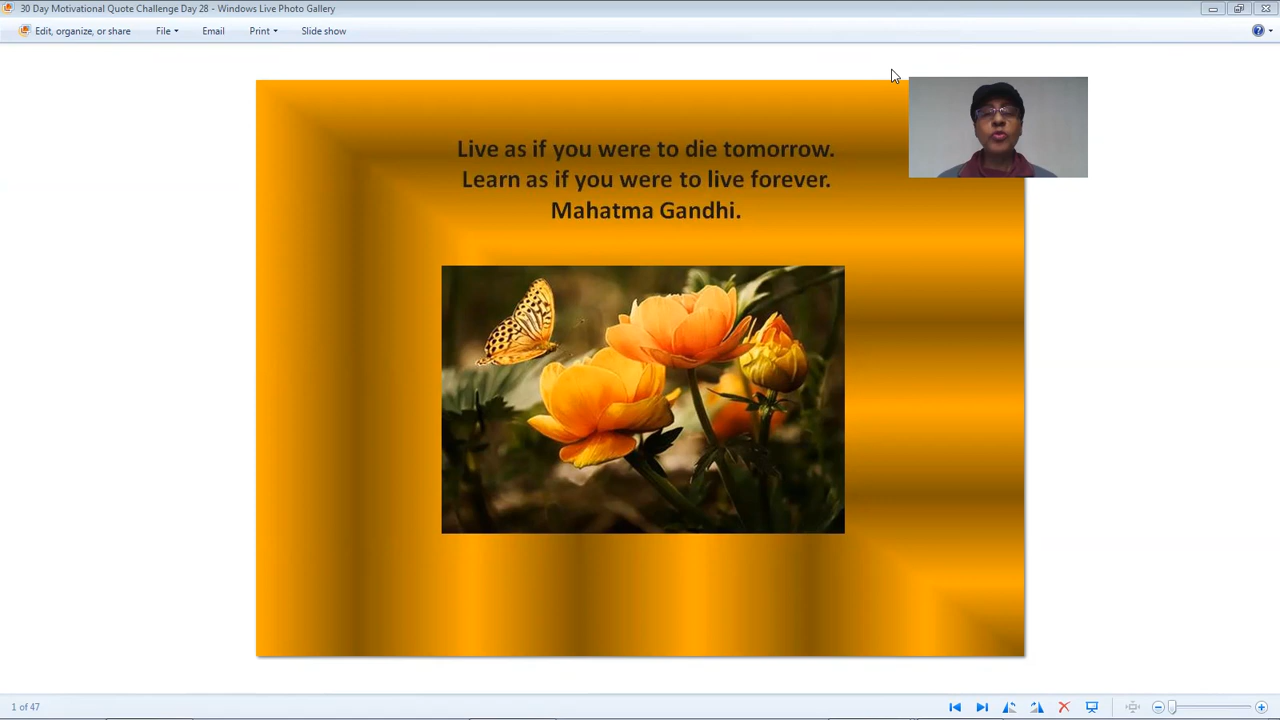 30 Day Motivational Quote Challenge Day 28 - Windows Live Photo Gallery
Edit, organize, or share File Email Print Slide show
Live as if you were to die tomorrow.
Learn as if you were to live forever.
Mahatma Gandhi.
1 of 47